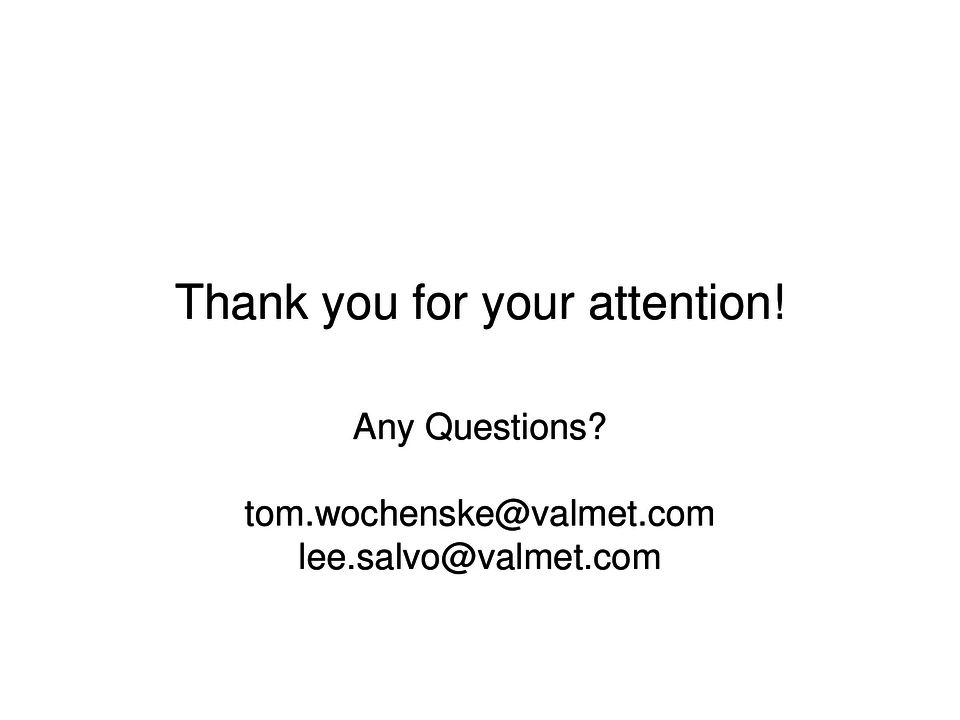 Thank you for your attention!
Any Questions?
tom.wochenske@valmet.com
lee.salvo@valmet.com